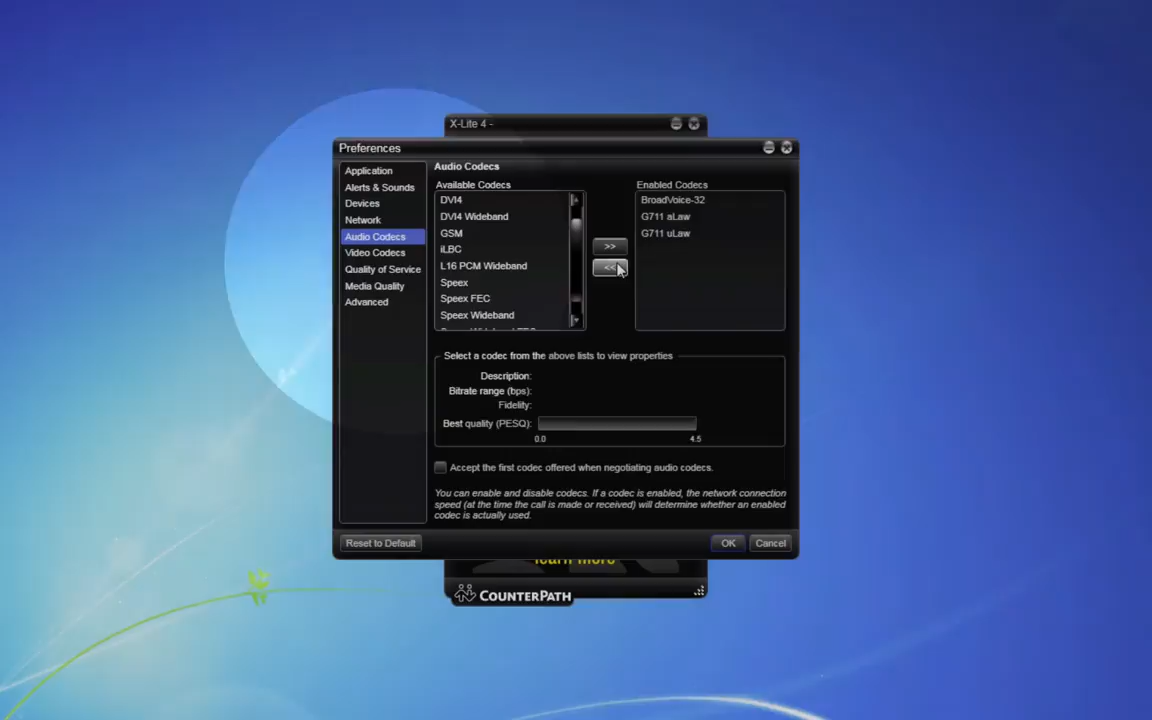 X-Lite 4 -
Preferences
Application
Alerts & Sounds
Devices
Network
Audio Codecs
Video Codecs
Quality of Service
Media Quality
Advanced
Audio Codecs
Available Codecs
DVI4
DVI4 Wideband
GSM
iLBC
L16 PCM Wideband
Speex
Speex FEC
Speex Wideband
>>
<<
Enabled Codecs
BroadVoice-32
G711 aLaw
G711 uLaw
Select a codec from the above lists to view properties
Description:
Bitrate range (bps):
Fidelity:
Best quality (PESQ):
0.0 4.5
Accept the first codec offered when negotiating audio codecs.
You can enable and disable codecs. If a codec is enabled, the network connection
speed (at the time the call is made or received) will determine whether an enabled
codec is actually used.
Reset to Default
OK
Cancel
learn more
COUNTERPATH